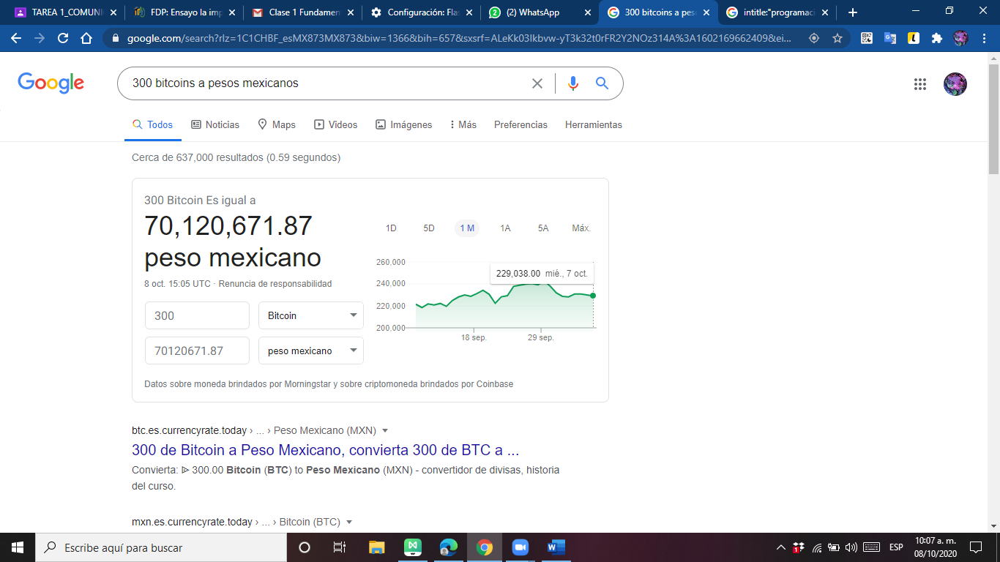 TAREA 1_COMUNI
FDP: Ensayo la imp
Clase 1 Fundamen
Configuración: Fla
(2) WhatsApp
300 bitcoins a peso
intitle:"programaci
google.com/search?rlz=1C1CHBF_esMX873MX873&biw=1366&bih=657&sxsrf=ALeKk03Ikbvw-yT3k32t0rFR2Y2NOz314A%3A1602169662409&ei...
Google
300 bitcoins a pesos mexicanos
Todos Noticias Maps Videos Imágenes Más Preferencias Herramientas
Cerca de 637,000 resultados (0.59 segundos)
300 Bitcoin Es igual a
70,120,671.87
peso mexicano
8 oct. 15:05 UTC · Renuncia de responsabilidad
300 Bitcoin
70120671.87 peso mexicano
1D 5D 1 M 1A 5A Máx.
260,000
240,000
220,000
200,000
229,038.00 mié., 7 oct.
18 sep. 29 sep.
Datos sobre moneda brindados por Morningstar y sobre criptomoneda brindados por Coinbase
btc.es.currencyrate.today › ... › Peso Mexicano (MXN)
300 de Bitcoin a Peso Mexicano, convierta 300 de BTC a ...
Convierta: ᐉ 300.00 Bitcoin (BTC) to Peso Mexicano (MXN) - convertidor de divisas, historia
del curso.
mxn.es.currencyrate.today › ... › Bitcoin (BTC)
Escribe aquí para buscar
ESP
10:07 a. m.
08/10/2020